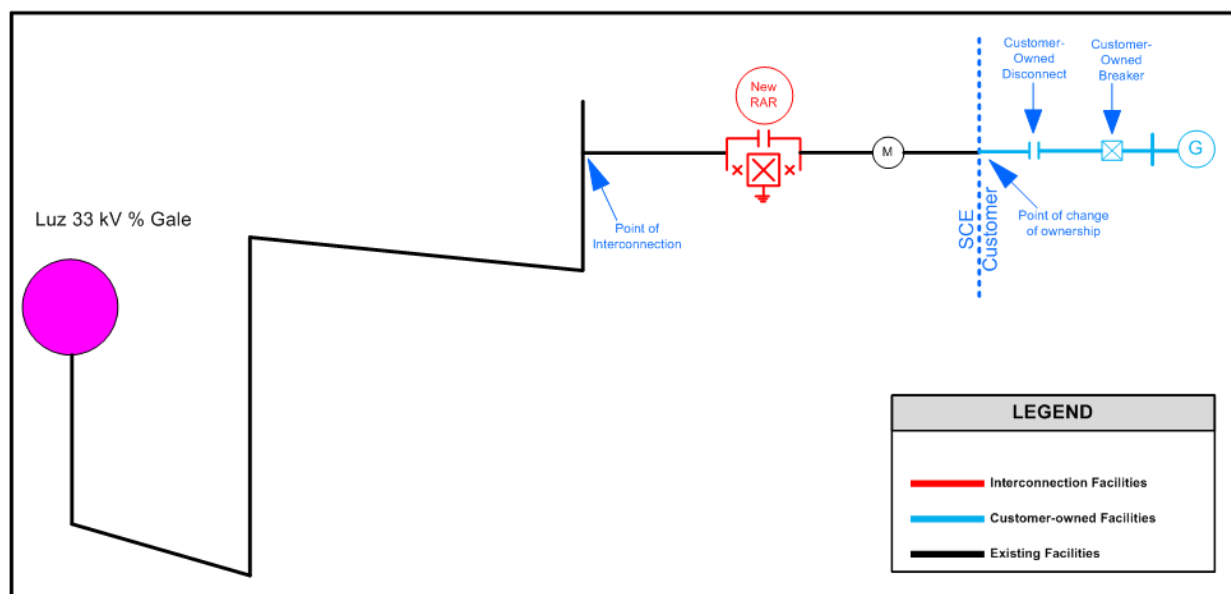 Customer-
Owned
Disconnect
Customer-
Owned
Breaker
New
RAR
M
G
Luz 33 kV % Gale
Point of
Interconnection
SCE
Customer
Point of change
of ownership
LEGEND
Interconnection Facilities
Customer-owned Facilities
Existing Facilities